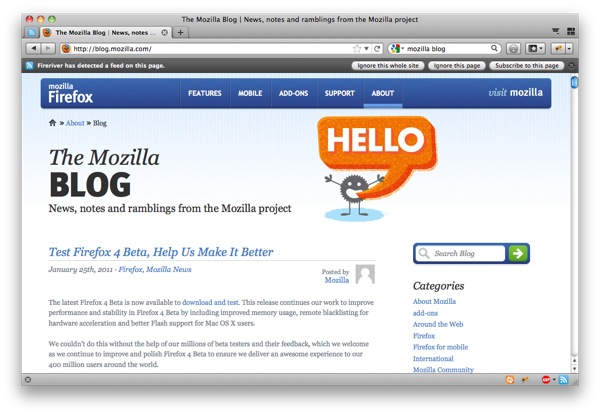 The Mozilla Blog | News, notes and ramblings from the Mozilla project
The Mozilla Blog | News, notes ...
http://blog.mozilla.com/
mozilla blog
Fireriver has detected a feed on this page.
Ignore this whole site
Ignore this page
Subscribe to this page
mozilla
Firefox
FEATURES
MOBILE
ADD-ONS
SUPPORT
ABOUT
visit mozilla
» About » Blog
HELLO
The Mozilla
BLOG
News, notes and ramblings from the Mozilla project
Test Firefox 4 Beta, Help Us Make It Better
January 25th, 2011 · Firefox, Mozilla News
Posted by
Mozilla
The latest Firefox 4 Beta is now available to download and test. This release continues our work to improve
performance and stability in Firefox 4 Beta by including improved memory usage, remote blacklisting for
hardware acceleration and better Flash support for Mac OS X users.
We couldn't do this without the help of our millions of beta testers and their feedback, which we welcome
as we continue to improve and polish Firefox 4 Beta to ensure we deliver an awesome experience to our
400 million users around the world.
Search Blog
Categories
About Mozilla
add-ons
Around the Web
Firefox
Firefox for mobile
International
Mozilla Community
ABP